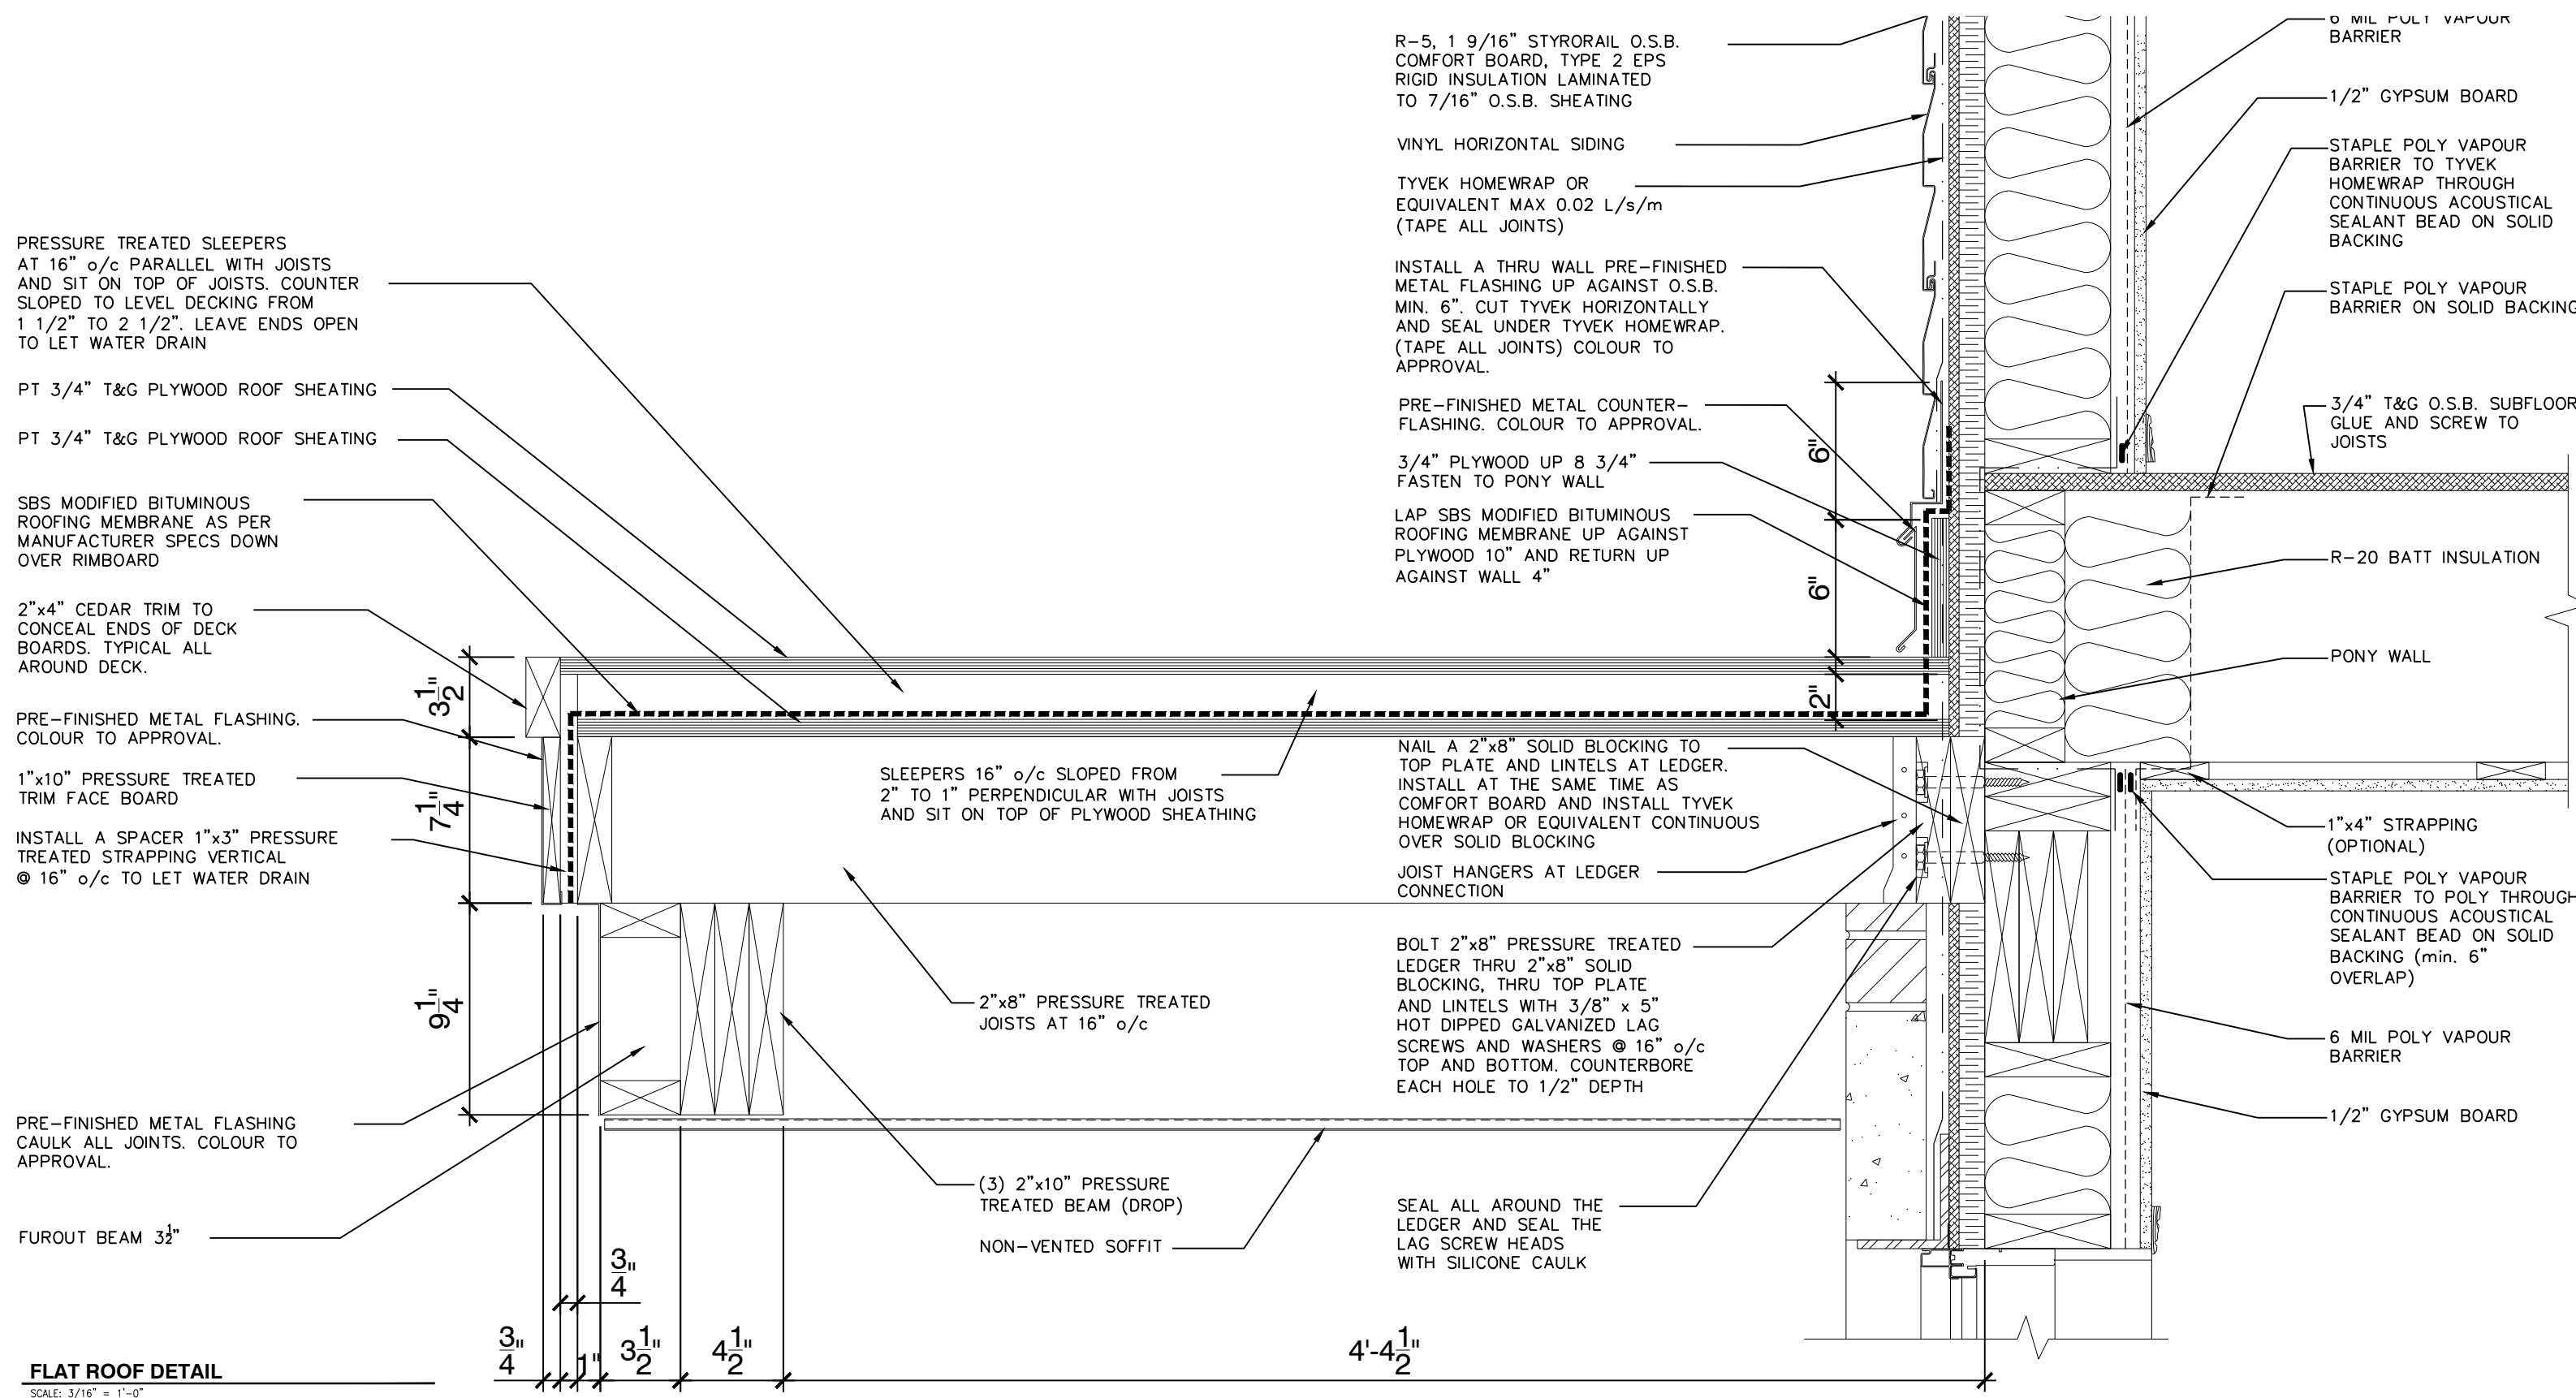 PRESSURE TREATED SLEEPERS
AT 16" o/c PARALLEL WITH JOISTS
AND SIT ON TOP OF JOISTS. COUNTER
SLOPED TO LEVEL DECKING FROM
1 1/2" TO 2 1/2". LEAVE ENDS OPEN
TO LET WATER DRAIN
PT 3/4" T&G PLYWOOD ROOF SHEATING
PT 3/4" T&G PLYWOOD ROOF SHEATING
SBS MODIFIED BITUMINOUS
ROOFING MEMBRANE AS PER
MANUFACTURER SPECS DOWN
OVER RIMBOARD
2"x4" CEDAR TRIM TO
CONCEAL ENDS OF DECK
BOARDS. TYPICAL ALL
AROUND DECK.
PRE-FINISHED METAL FLASHING.
COLOUR TO APPROVAL.
1"x10" PRESSURE TREATED
TRIM FACE BOARD
INSTALL A SPACER 1"x3" PRESSURE
TREATED STRAPPING VERTICAL
@ 16" o/c TO LET WATER DRAIN
PRE-FINISHED METAL FLASHING
CAULK ALL JOINTS. COLOUR TO
APPROVAL.
FUROUT BEAM 3 1/2"
3 1/2"
7 1/4"
9 1/4"
SLEEPERS 16" o/c SLOPED FROM
2" TO 1" PERPENDICULAR WITH JOISTS
AND SIT ON TOP OF PLYWOOD SHEATHING
2"x8" PRESSURE TREATED
JOISTS AT 16" o/c
(3) 2"x10" PRESSURE
TREATED BEAM (DROP)
NON-VENTED SOFFIT
R-5, 1 9/16" STYRORAIL O.S.B.
COMFORT BOARD, TYPE 2 EPS
RIGID INSULATION LAMINATED
TO 7/16" O.S.B. SHEATING
VINYL HORIZONTAL SIDING
TYVEK HOMEWRAP OR
EQUIVALENT MAX 0.02 L/s/m
(TAPE ALL JOINTS)
INSTALL A THRU WALL PRE-FINISHED
METAL FLASHING UP AGAINST O.S.B.
MIN. 6". CUT TYVEK HORIZONTALLY
AND SEAL UNDER TYVEK HOMEWRAP.
(TAPE ALL JOINTS) COLOUR TO
APPROVAL.
PRE-FINISHED METAL COUNTER-
FLASHING. COLOUR TO APPROVAL.
3/4" PLYWOOD UP 8 3/4"
FASTEN TO PONY WALL
LAP SBS MODIFIED BITUMINOUS
ROOFING MEMBRANE UP AGAINST
PLYWOOD 10" AND RETURN UP
AGAINST WALL 4"
6"
6"
2"
NAIL A 2"x8" SOLID BLOCKING TO
TOP PLATE AND LINTELS AT LEDGER.
INSTALL AT THE SAME TIME AS
COMFORT BOARD AND INSTALL TYVEK
HOMEWRAP OR EQUIVALENT CONTINUOUS
OVER SOLID BLOCKING
JOIST HANGERS AT LEDGER
CONNECTION
BOLT 2"x8" PRESSURE TREATED
LEDGER THRU 2"x8" SOLID
BLOCKING, THRU TOP PLATE
AND LINTELS WITH 3/8" x 5"
HOT DIPPED GALVANIZED LAG
SCREWS AND WASHERS @ 16" o/c
TOP AND BOTTOM. COUNTERBORE
EACH HOLE TO 1/2" DEPTH
SEAL ALL AROUND THE
LEDGER AND SEAL THE
LAG SCREW HEADS
WITH SILICONE CAULK
6 MIL POLY VAPOUR
BARRIER
1/2" GYPSUM BOARD
STAPLE POLY VAPOUR
BARRIER TO TYVEK
HOMEWRAP THROUGH
CONTINUOUS ACOUSTICAL
SEALANT BEAD ON SOLID
BACKING
STAPLE POLY VAPOUR
BARRIER ON SOLID BACKING
3/4" T&G O.S.B. SUBFLOOR
GLUE AND SCREW TO
JOISTS
R-20 BATT INSULATION
PONY WALL
1"x4" STRAPPING
(OPTIONAL)
STAPLE POLY VAPOUR
BARRIER TO POLY THROUGH
CONTINUOUS ACOUSTICAL
SEALANT BEAD ON SOLID
BACKING (min. 6"
OVERLAP)
6 MIL POLY VAPOUR
BARRIER
1/2" GYPSUM BOARD
3/4"
3/4"
1"
3 1/2"
4 1/2"
4'-4 1/2"
FLAT ROOF DETAIL
SCALE: 3/16" = 1'-0"